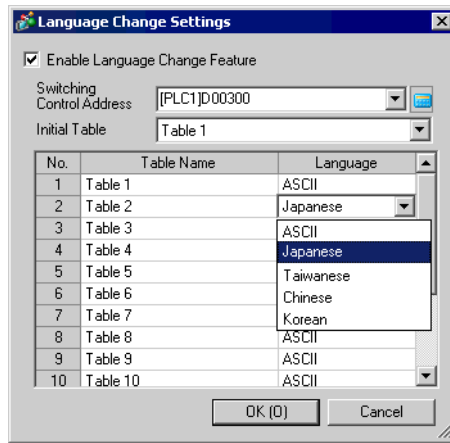 Language Change Settings
Enable Language Change Feature
Switching
Control Address [PLC1]D00300
Initial Table Table 1
No. Table Name Language
1 Table 1 ASCII
2 Table 2 Japanese
3 Table 3 ASCII
4 Table 4 Japanese
5 Table 5 Taiwanese
6 Table 6 Chinese
7 Table 7 Korean
8 Table 8 ASCII
9 Table 9 ASCII
10 Table 10 ASCII
OK (O) Cancel